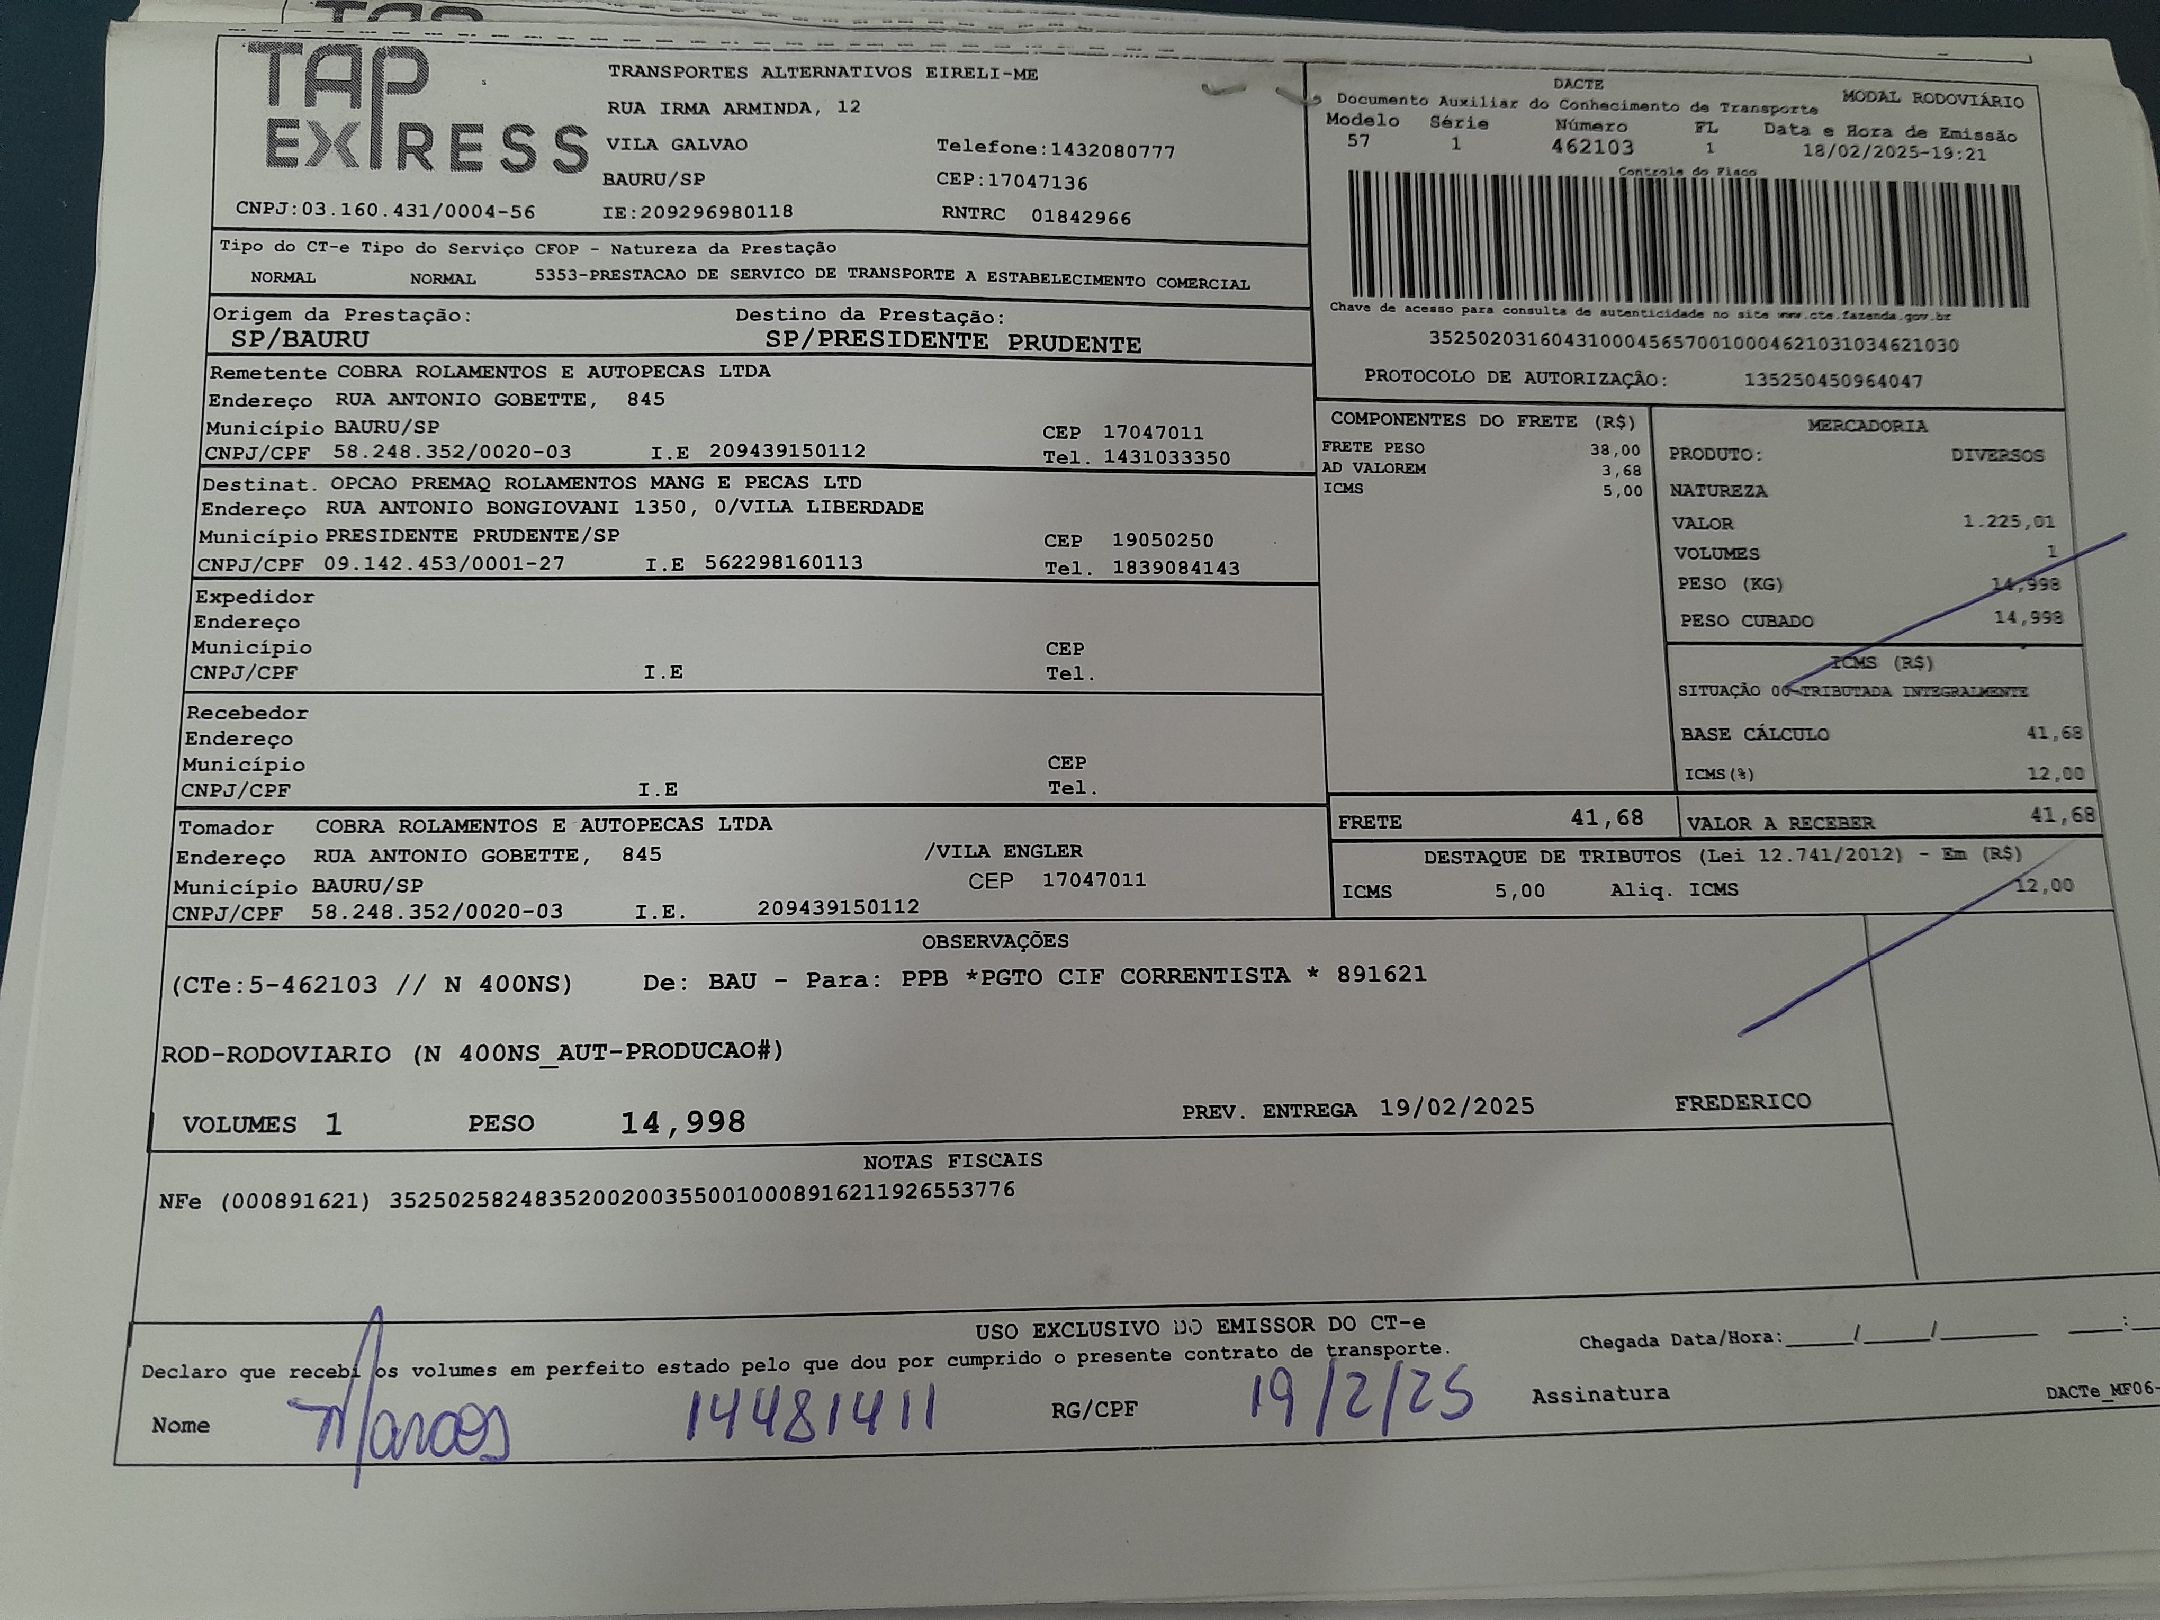 TAP
EXPRESS
TRANSPORTES ALTERNATIVOS EIRELI-ME
RUA IRMA ARMINDA, 12
VILA GALVAO Telefone:1432080777
BAURU/SP CEP:17047136
CNPJ:03.160.431/0004-56 IE:209296980118 RNTRC 01842966
DACTE
Documento Auxiliar do Conhecimento de Transporte MODAL RODOVIÁRIO
Modelo Série Número FL Data e Hora de Emissão
57 1 462103 1 18/02/2025-19:21
Controle do Fisco
Chave de acesso para consulta de autenticidade no site www.cte.fazenda.gov.br
35250203160431000456570010004621031034621030
PROTOCOLO DE AUTORIZAÇÃO: 135250450964047
Tipo do CT-e Tipo do Serviço CFOP - Natureza da Prestação
NORMAL NORMAL 5353-PRESTACAO DE SERVICO DE TRANSPORTE A ESTABELECIMENTO COMERCIAL
Origem da Prestação: Destino da Prestação:
SP/BAURU SP/PRESIDENTE PRUDENTE
Remetente COBRA ROLAMENTOS E AUTOPECAS LTDA
Endereço RUA ANTONIO GOBETTE, 845
Município BAURU/SP CEP 17047011
CNPJ/CPF 58.248.352/0020-03 I.E 209439150112 Tel. 1431033350
Destinat. OPCAO PREMAQ ROLAMENTOS MANG E PECAS LTD
Endereço RUA ANTONIO BONGIOVANI 1350, 0/VILA LIBERDADE
Município PRESIDENTE PRUDENTE/SP CEP 19050250
CNPJ/CPF 09.142.453/0001-27 I.E 562298160113 Tel. 1839084143
Expedidor
Endereço
Município CEP
CNPJ/CPF I.E Tel.
Recebedor
Endereço
Município CEP
CNPJ/CPF I.E Tel.
Tomador COBRA ROLAMENTOS E AUTOPECAS LTDA
Endereço RUA ANTONIO GOBETTE, 845 /VILA ENGLER
Município BAURU/SP CEP 17047011
CNPJ/CPF 58.248.352/0020-03 I.E. 209439150112
COMPONENTES DO FRETE (R$)
FRETE PESO 38,00
AD VALOREM 3,68
ICMS 5,00
MERCADORIA
PRODUTO: DIVERSOS
NATUREZA
VALOR 1.225,01
VOLUMES 1
PESO (KG) 14,998
PESO CUBADO 14,998
ICMS (R$)
SITUAÇÃO 00-TRIBUTADA INTEGRALMENTE
BASE CÁLCULO 41,68
ICMS(%) 12,00
FRETE 41,68 VALOR A RECEBER 41,68
DESTAQUE DE TRIBUTOS (Lei 12.741/2012) - Em (R$)
ICMS 5,00 Aliq. ICMS 12,00
OBSERVAÇÕES
(CTe:5-462103 // N 400NS) De: BAU - Para: PPB *PGTO CIF CORRENTISTA * 891621
ROD-RODOVIARIO (N 400NS_AUT-PRODUCAO#)
VOLUMES 1 PESO 14,998 PREV. ENTREGA 19/02/2025 FREDERICO
NOTAS FISCAIS
NFe (000891621) 35250258248352002003550010008916211926553776
USO EXCLUSIVO DO EMISSOR DO CT-e
Declaro que recebi os volumes em perfeito estado pelo que dou por cumprido o presente contrato de transporte. Chegada Data/Hora:_____/_____/_______ ____:__
Nome Marcos 14481411 RG/CPF 19/2/25 Assinatura DACTe_MF06-